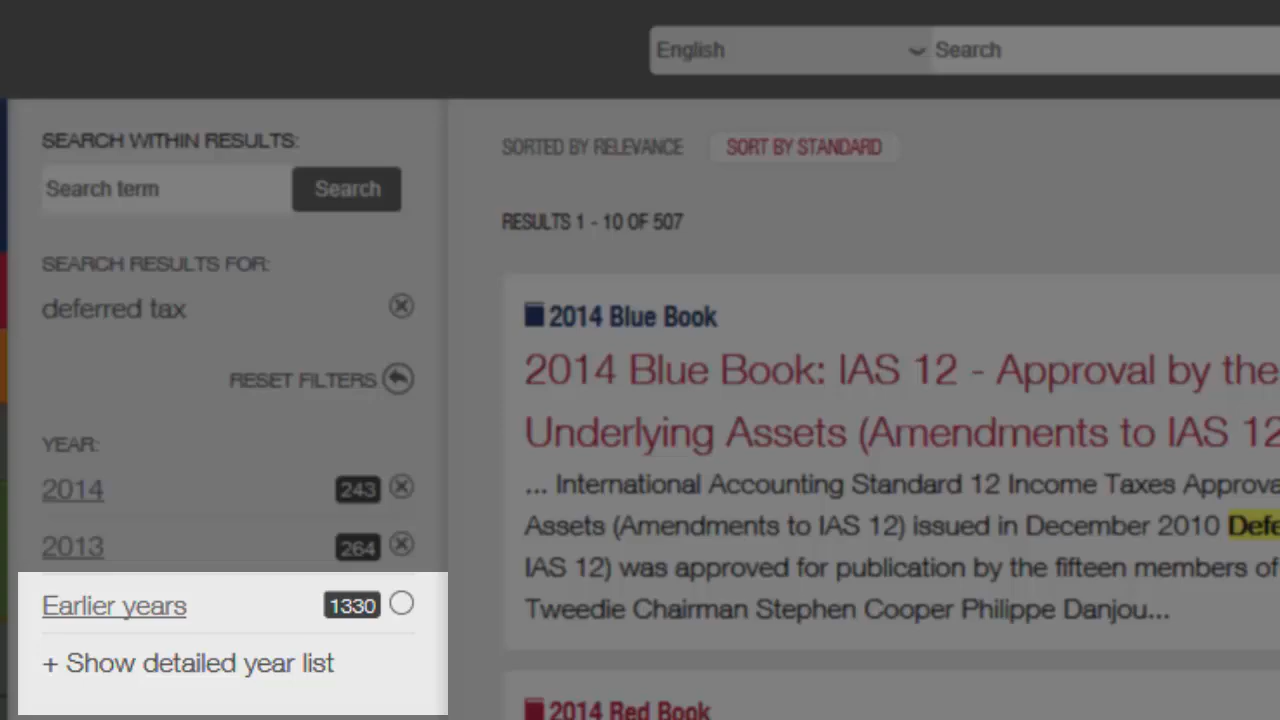 English
Search
SEARCH WITHIN RESULTS:
Search term
Search
SEARCH RESULTS FOR:
deferred tax
RESET FILTERS
YEAR:
2014
243
2013
264
Earlier years
1330
+ Show detailed year list
SORTED BY RELEVANCE
SORT BY STANDARD
RESULTS 1 - 10 OF 507
2014 Blue Book
2014 Blue Book: IAS 12 - Approval by the
Underlying Assets (Amendments to IAS 12
... International Accounting Standard 12 Income Taxes Approva
Assets (Amendments to IAS 12) issued in December 2010 Defe
IAS 12) was approved for publication by the fifteen members of
Tweedie Chairman Stephen Cooper Philippe Danjou...
2014 Red Book